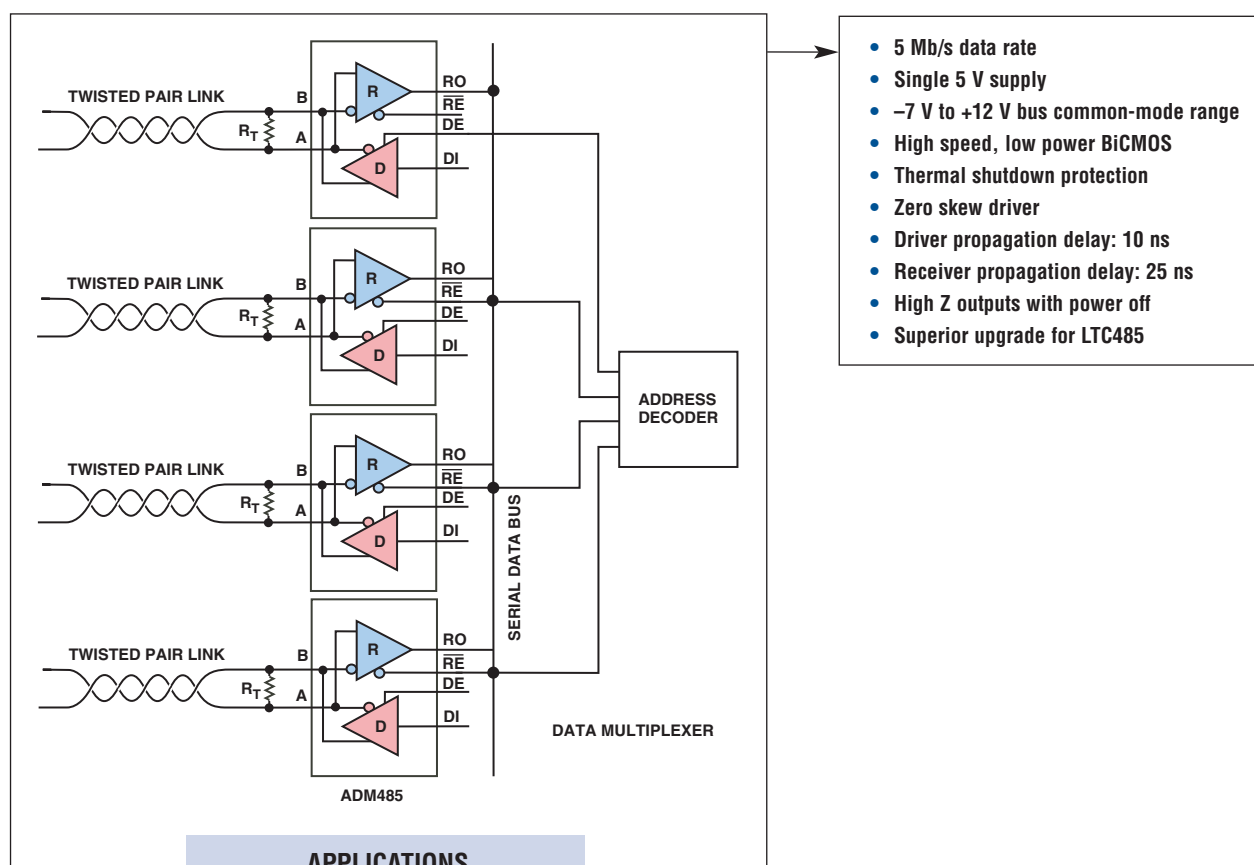 TWISTED PAIR LINK
RT
B
A
R
D
RO
RE
DE
DI
TWISTED PAIR LINK
RT
B
A
R
D
RO
RE
DE
DI
TWISTED PAIR LINK
RT
B
A
R
D
RO
RE
DE
DI
TWISTED PAIR LINK
RT
B
A
R
D
RO
RE
DE
DI
ADM485
SERIAL DATA BUS
ADDRESS
DECODER
DATA MULTIPLEXER
APPLICATIONS
• 5 Mb/s data rate
• Single 5 V supply
• –7 V to +12 V bus common-mode range
• High speed, low power BiCMOS
• Thermal shutdown protection
• Zero skew driver
• Driver propagation delay: 10 ns
• Receiver propagation delay: 25 ns
• High Z outputs with power off
• Superior upgrade for LTC485